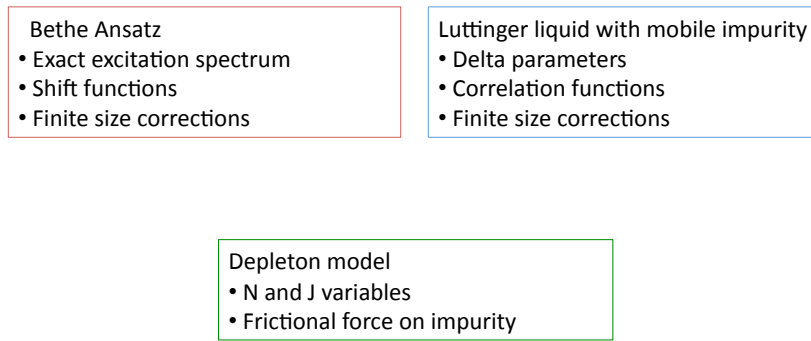 Bethe Ansatz
• Exact excitation spectrum
• Shift functions
• Finite size corrections
Luttinger liquid with mobile impurity
• Delta parameters
• Correlation functions
• Finite size corrections
Depleton model
• N and J variables
• Frictional force on impurity